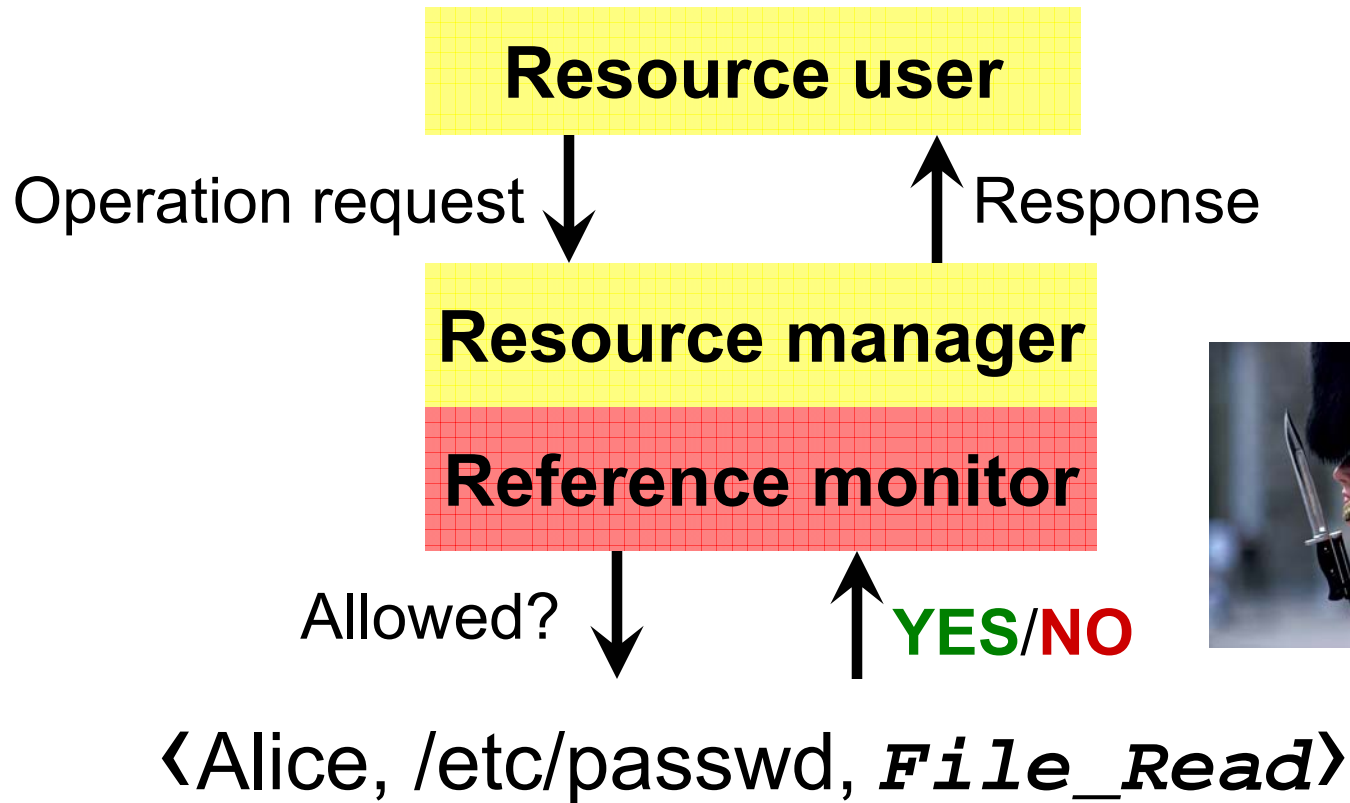 Resource user
Operation request
Response
Resource manager
Reference monitor
Allowed?
YES/NO
❬Alice, /etc/passwd, File_Read❭